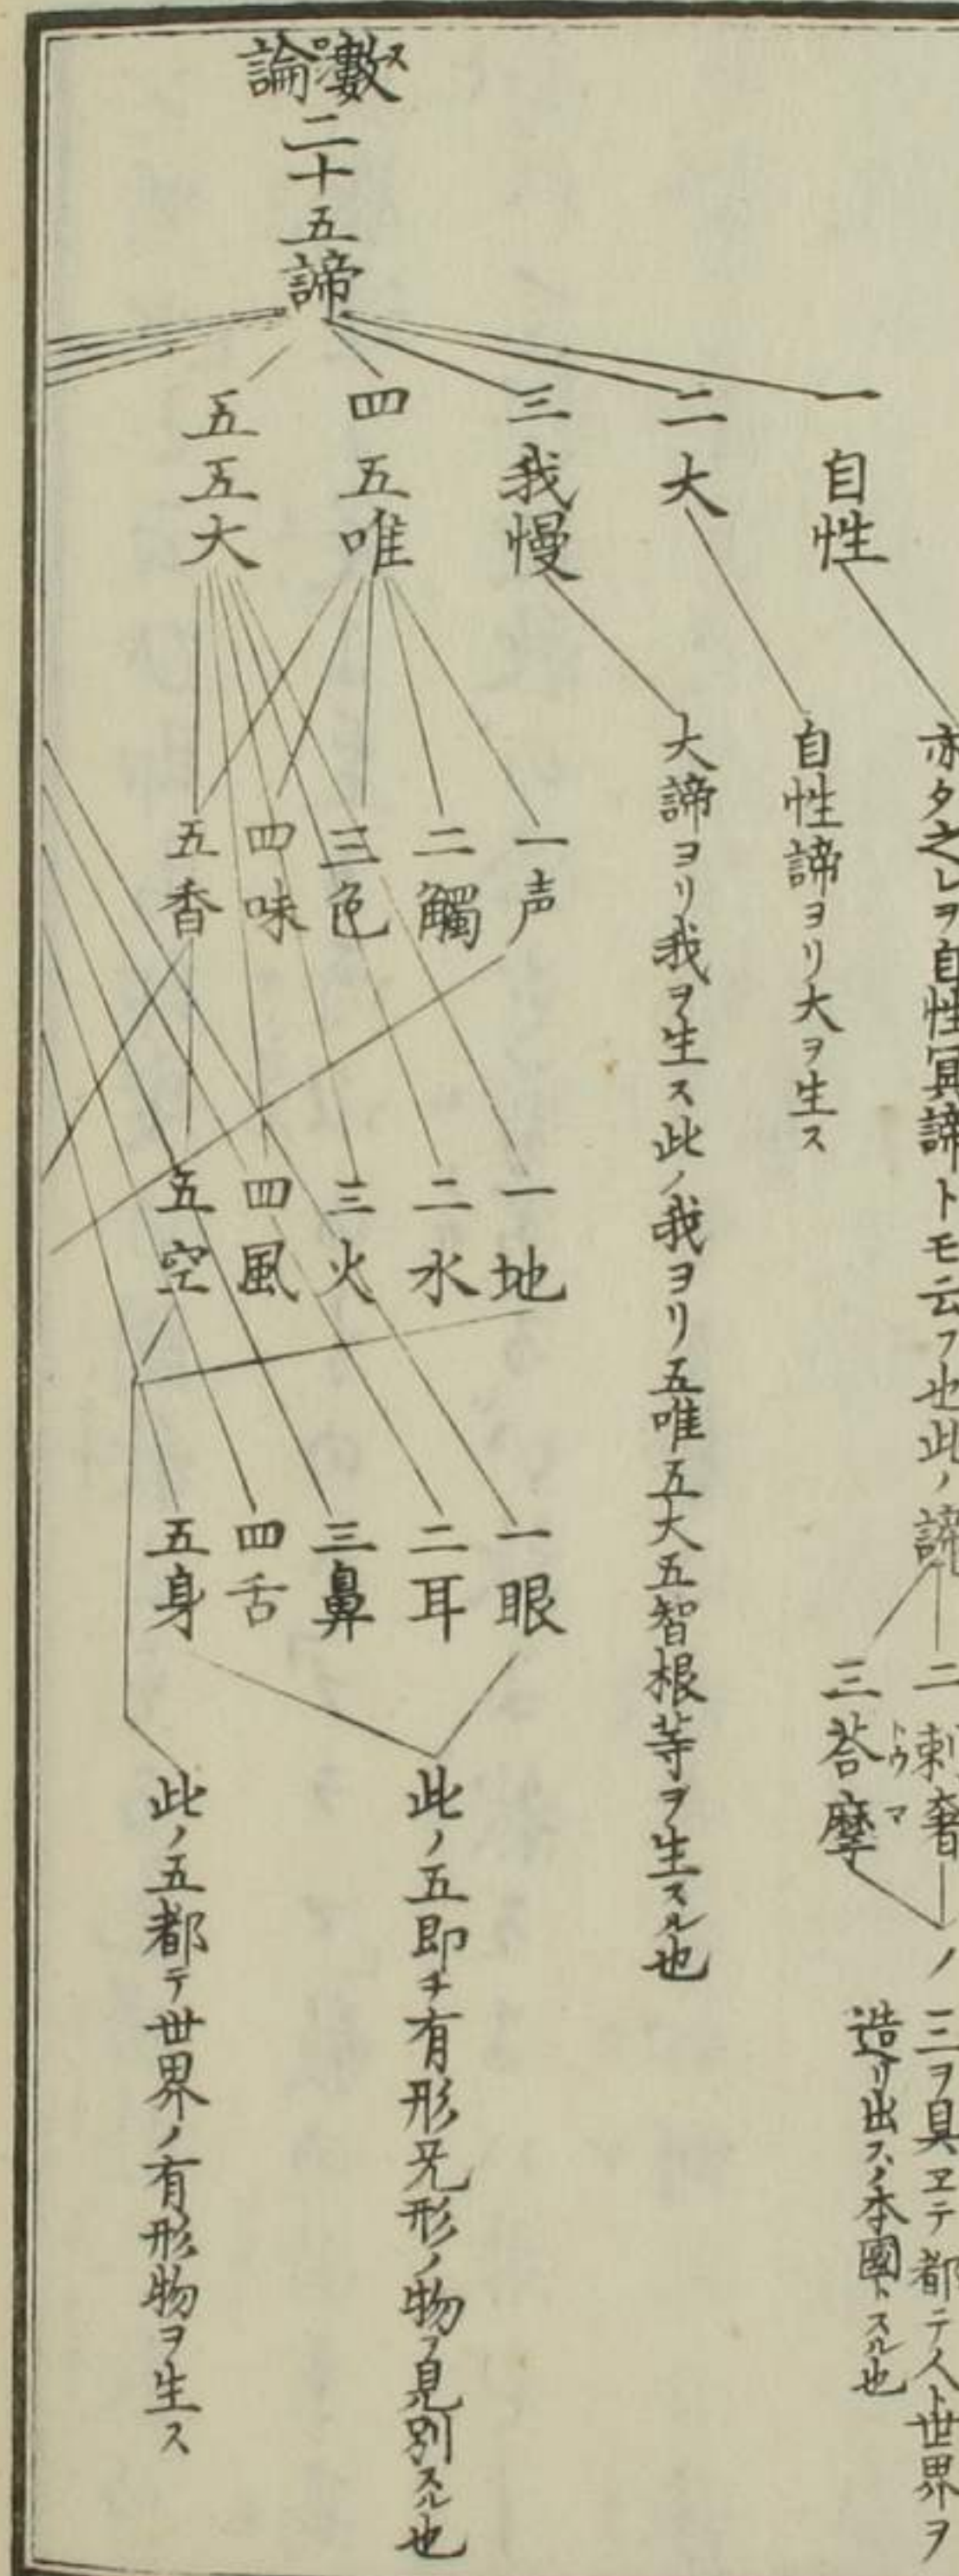 數論
二十五諦
一自性
亦タ之レヲ自性冥諦トモ云フ也此ノ諦
二剌奢
三荅摩
トウマ
ノ三ヲ具ヱテ都テ人ト世界ヲ
造リ出スノ本國トスル也
二大
自性諦ヨリ大ヲ生ス
三我慢
大諦ヨリ我ヲ生ス此ノ我ヨリ五唯五大五智根等ヲ生スル也
四五唯
五五大
一声
二觸
三色
四味
五香
一地
二水
三火
四風
五空
一眼
二耳
三鼻
四舌
五身
此ノ五即チ有形无形ノ物ヲ見別スル也
此ノ五都テ世界ノ有形物ヲ生ス